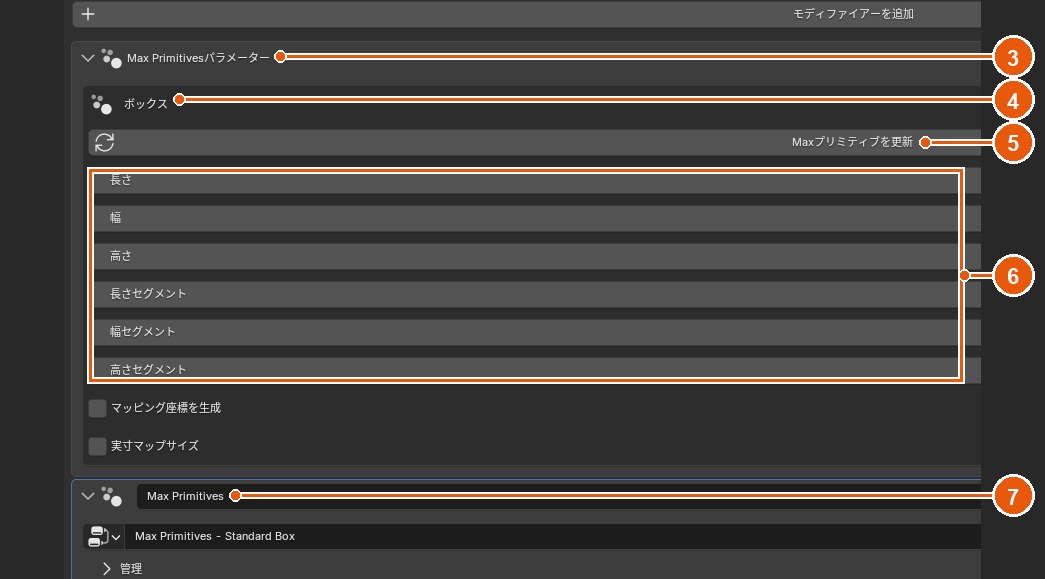 モディファイアーを追加
Max Primitivesパラメーター
3
ボックス
4
Maxプリミティブを更新
5
長さ
幅
高さ
6
長さセグメント
幅セグメント
高さセグメント
マッピング座標を生成
実寸マップサイズ
Max Primitives
7
Max Primitives - Standard Box
管理